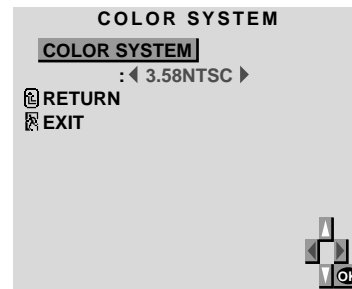 COLOR SYSTEM
COLOR SYSTEM
: 3.58NTSC
RETURN
EXIT
OK